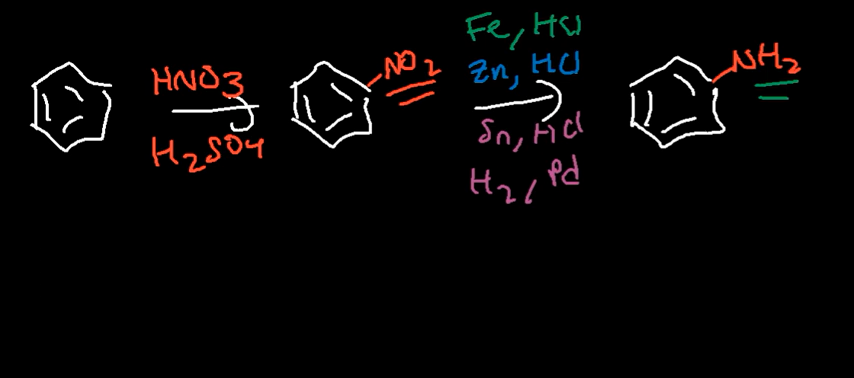 HNO3
H2SO4
NO2
Fe, HCl
Zn, HCl
Sn, HCl
H2, Pd
NH2